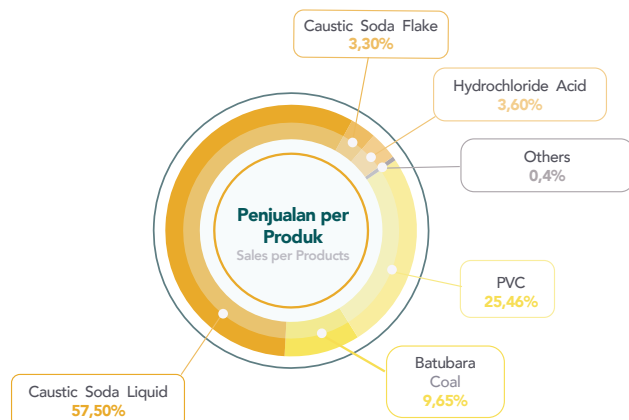 Caustic Soda Flake
3,30%
Hydrochloride Acid
3,60%
Others
0,4%
Penjualan per
Produk
Sales per Products
PVC
25,46%
Batubara
Coal
9,65%
Caustic Soda Liquid
57,50%